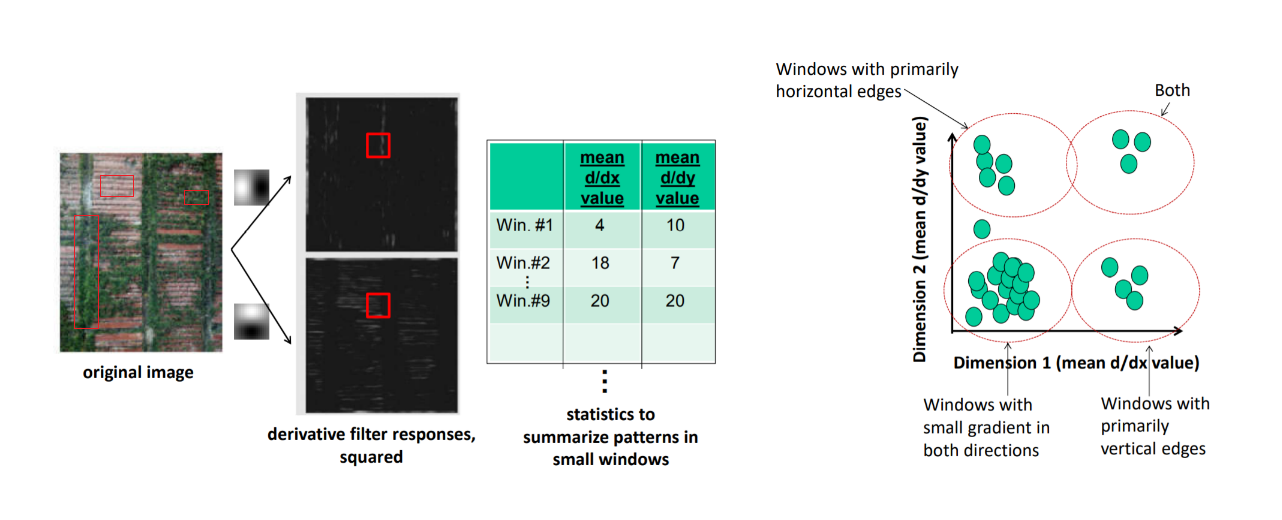 original image
derivative filter responses,
squared
mean
d/dx
value
mean
d/dy
value
Win. #1 4 10
Win.#2 18 7
⋮
Win.#9 20 20
⋮
statistics to
summarize patterns in
small windows
Windows with primarily
horizontal edges
Both
Dimension 2 (mean d/dy value)
Dimension 1 (mean d/dx value)
Windows with
small gradient in
both directions
Windows with
primarily
vertical edges